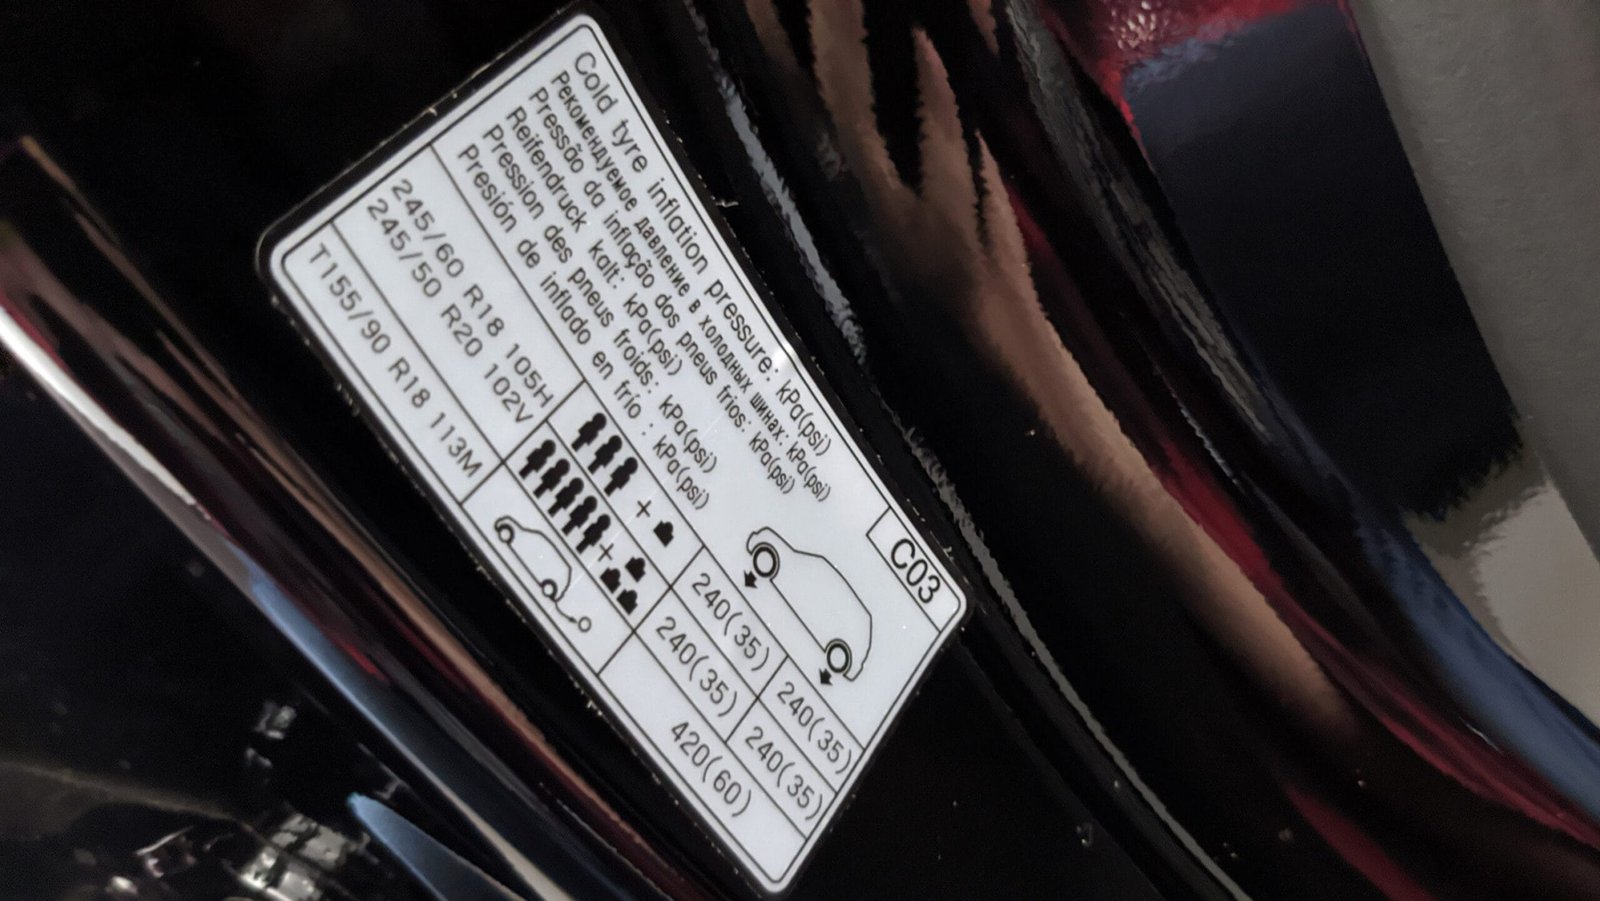 C03
Cold tyre inflation pressure: kPa(psi)
Рекомендуемое давление в холодных шинах: kPa(psi)
Pressão da inflação dos pneus frios: kPa(psi)
Reifendruck kalt: kPa(psi)
Pression des pneus froids: kPa(psi)
Presión de inflado en frío : kPa(psi)
245/60 R18 105H
245/50 R20 102V
+
240(35) 240(35)
+
240(35) 240(35)
T155/90 R18 113M
420(60)